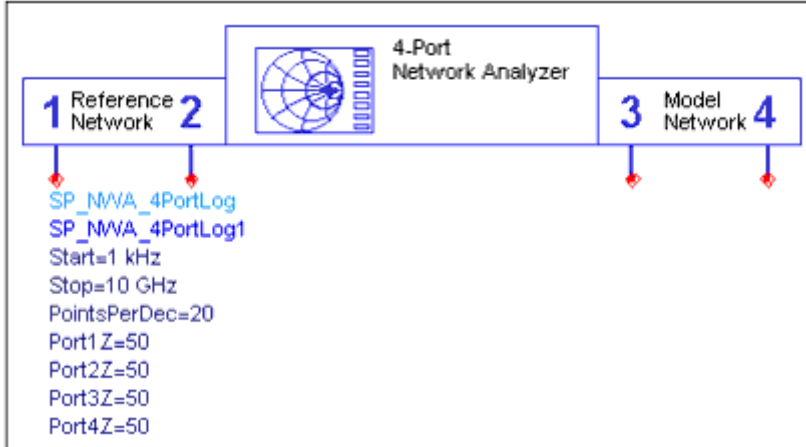 4-Port
Network Analyzer
1 Reference Network 2
3 Model Network 4
SP_NWA_4PortLog
SP_NWA_4PortLog1
Start=1 kHz
Stop=10 GHz
PointsPerDec=20
Port1Z=50
Port2Z=50
Port3Z=50
Port4Z=50